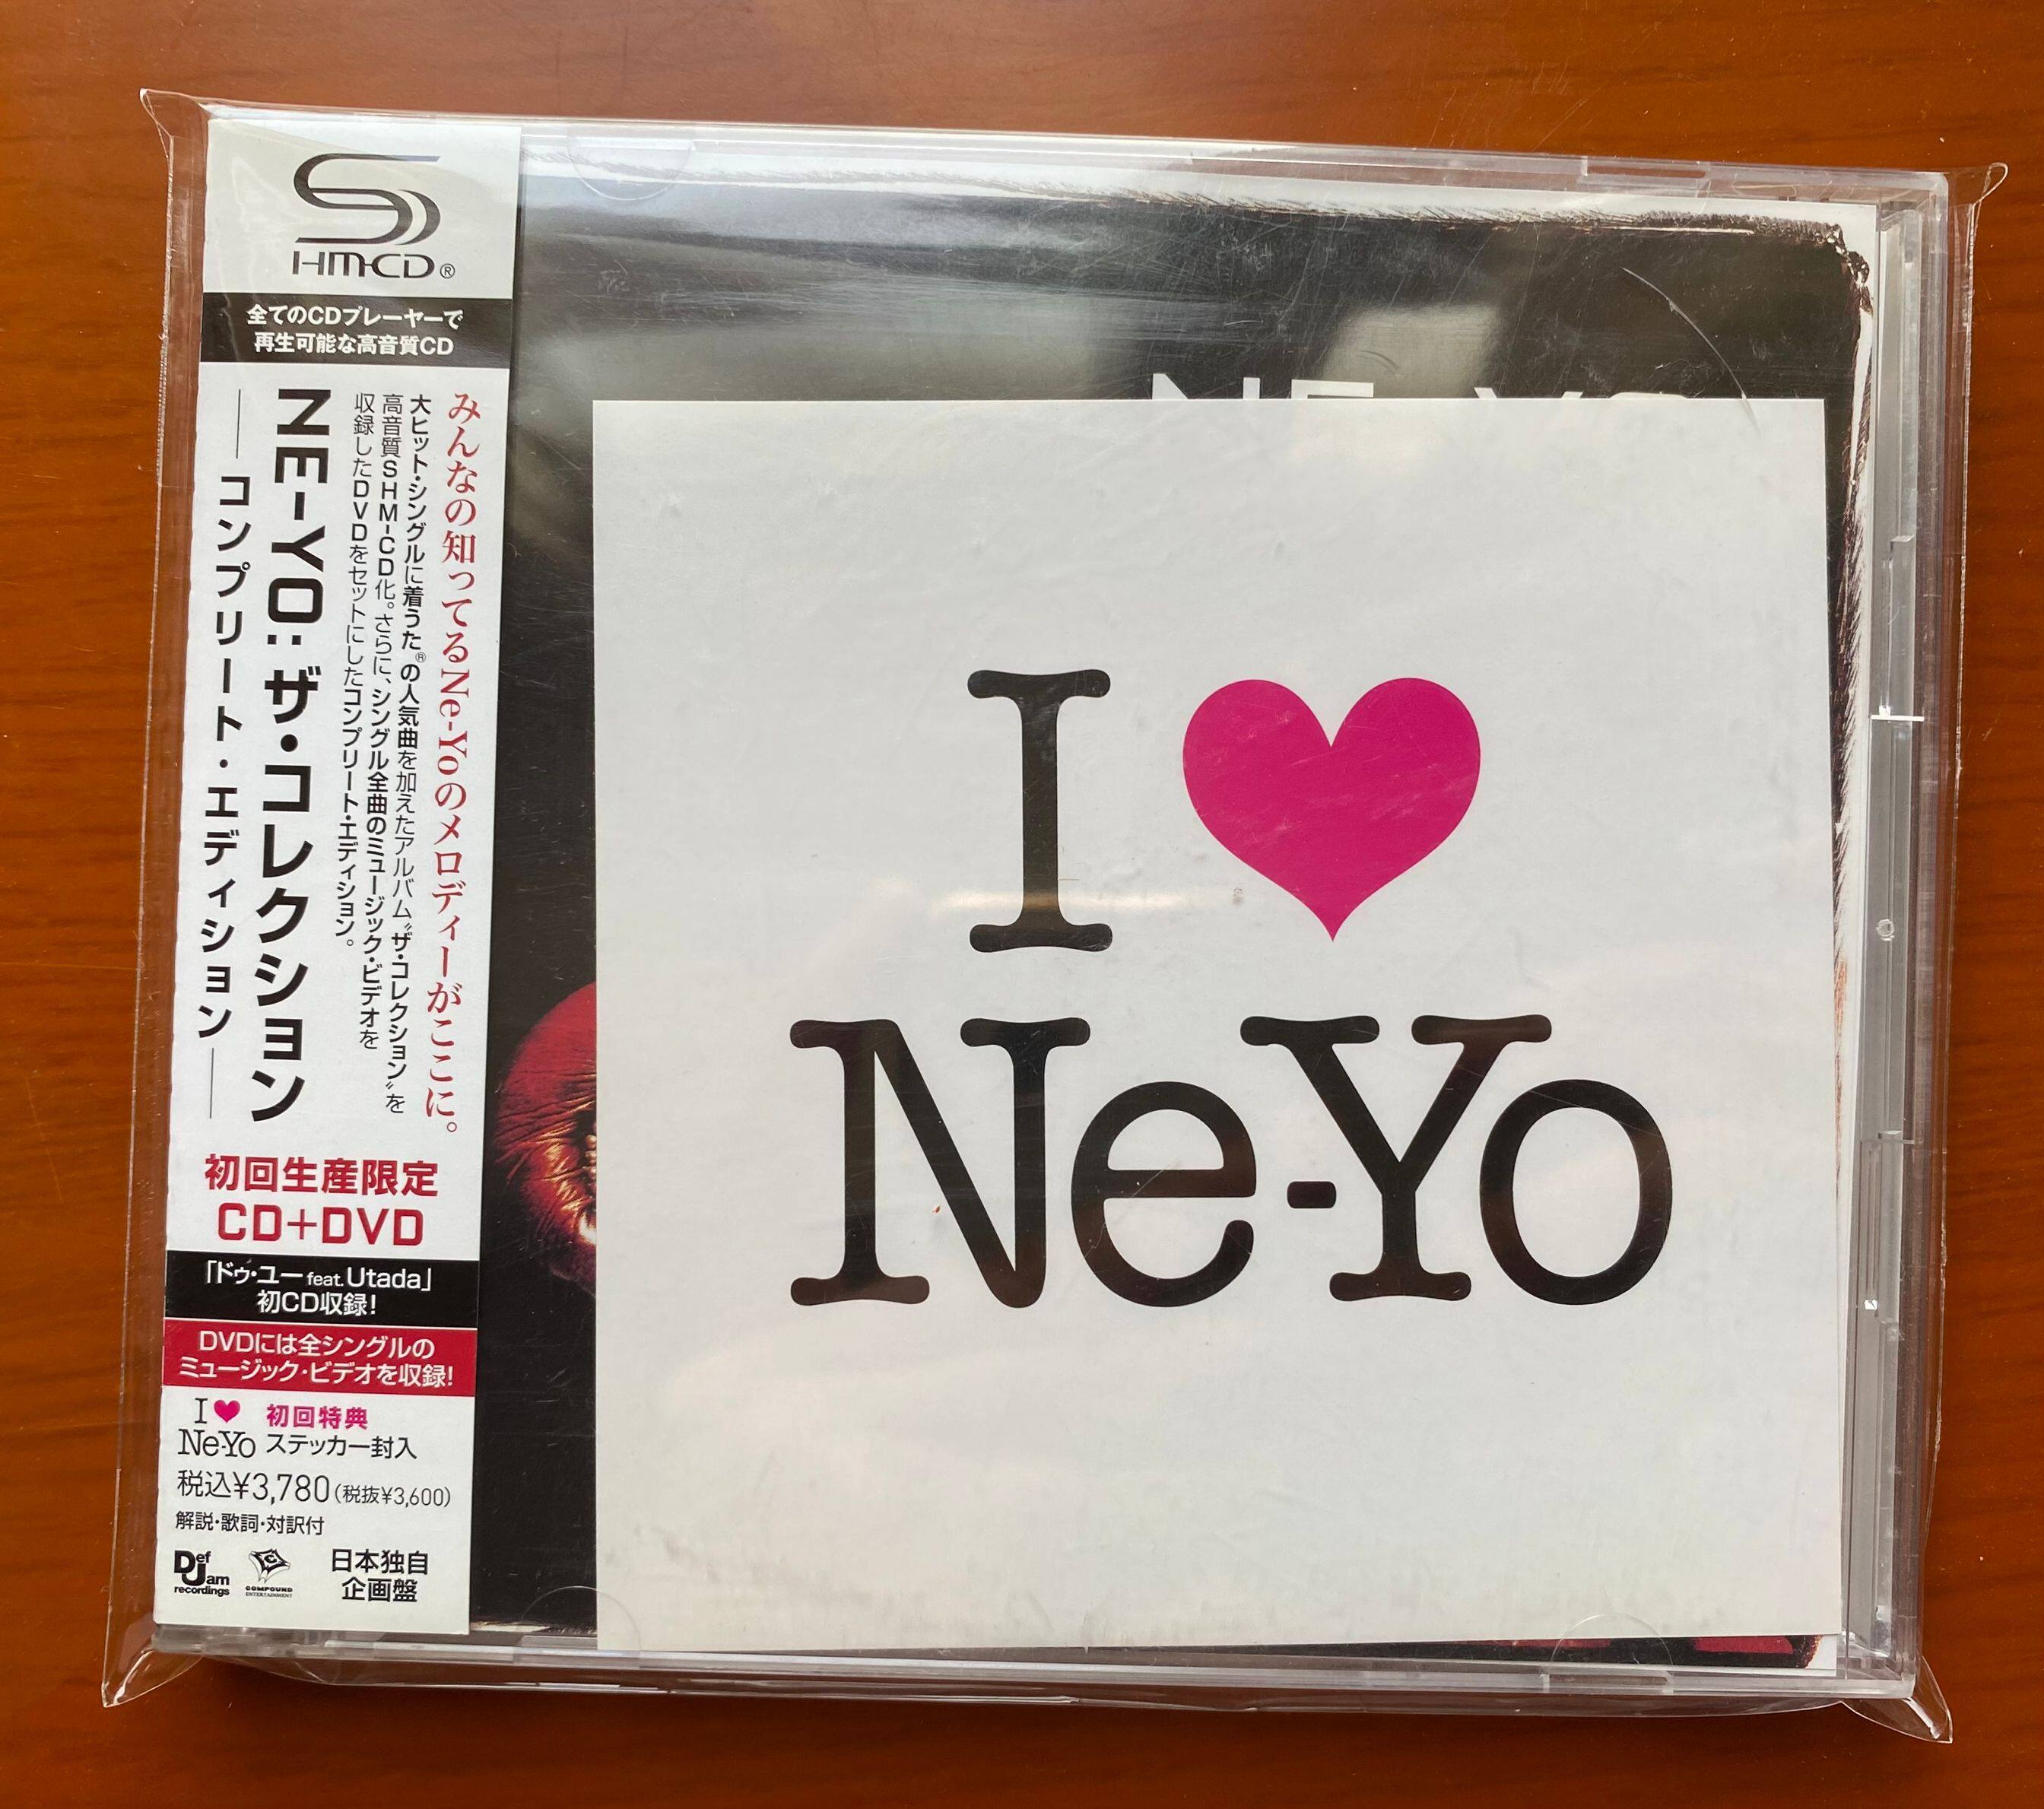 SHM-CD®
全てのCDプレーヤーで
再生可能な高音質CD
みんなの知ってるNe-Yoのメロディーがここに。
大ヒット・シングルに着うた®の人気曲を加えたアルバム“ザ・コレクション”を
高音質SHM-CD化。さらに、シングル全曲のミュージック・ビデオを
収録したDVDをセットにしたコンプリート・エディション。
NE-YO: ザ・コレクション
コンプリート・エディション
初回生産限定
CD+DVD
「ドゥ・ユー feat. Utada」
初CD収録!
DVDには全シングルの
ミュージック・ビデオを収録!
I ♥ Ne-Yo
初回特典
ステッカー封入
税込¥3,780(税抜¥3,600)
解説・歌詞・対訳付
Def Jam recordings
COMPOUND ENTERTAINMENT
日本独自
企画盤
NE-YO
I ♥
Ne-Yo